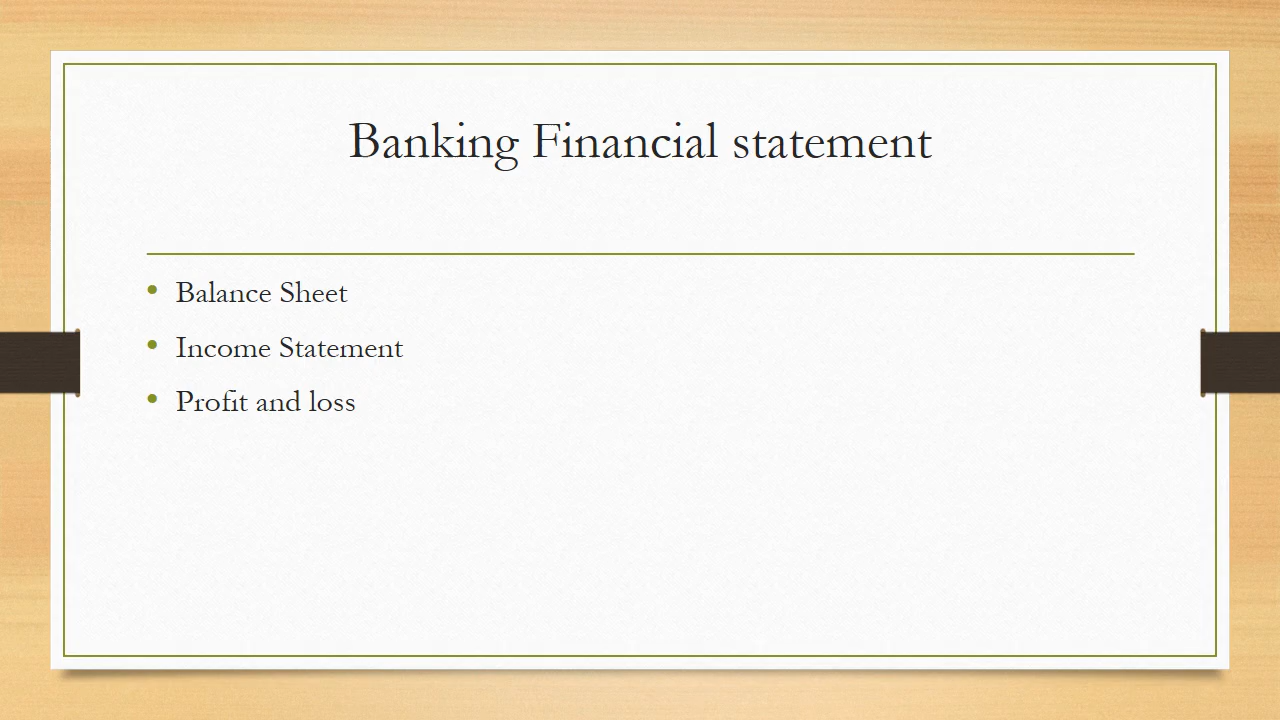 Banking Financial statement
• Balance Sheet
• Income Statement
• Profit and loss